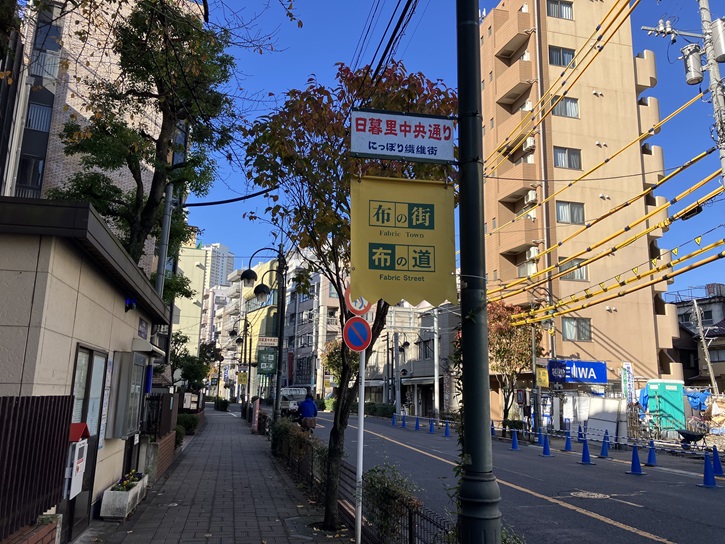 日暮里中央通り
にっぽり繊維街
布の街
Fabric Town
布の道
Fabric Street